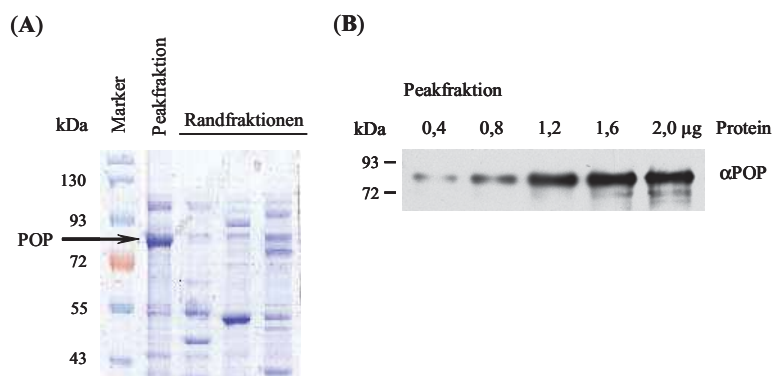 (A)
(B)
Marker
Peakfraktion
Randfraktionen
kDa
130
93
POP
72
55
43
Peakfraktion
kDa
0,4 0,8 1,2 1,6 2,0 µg Protein
93
72
αPOP